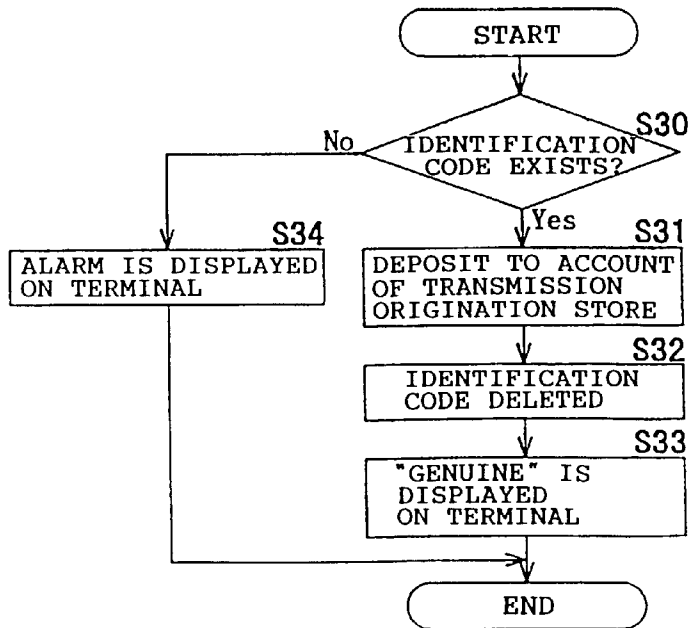 START
S30
IDENTIFICATION
CODE EXISTS?
No
Yes
S34
ALARM IS DISPLAYED
ON TERMINAL
S31
DEPOSIT TO ACCOUNT
OF TRANSMISSION
ORIGINATION STORE
S32
IDENTIFICATION
CODE DELETED
S33
"GENUINE" IS
DISPLAYED
ON TERMINAL
END